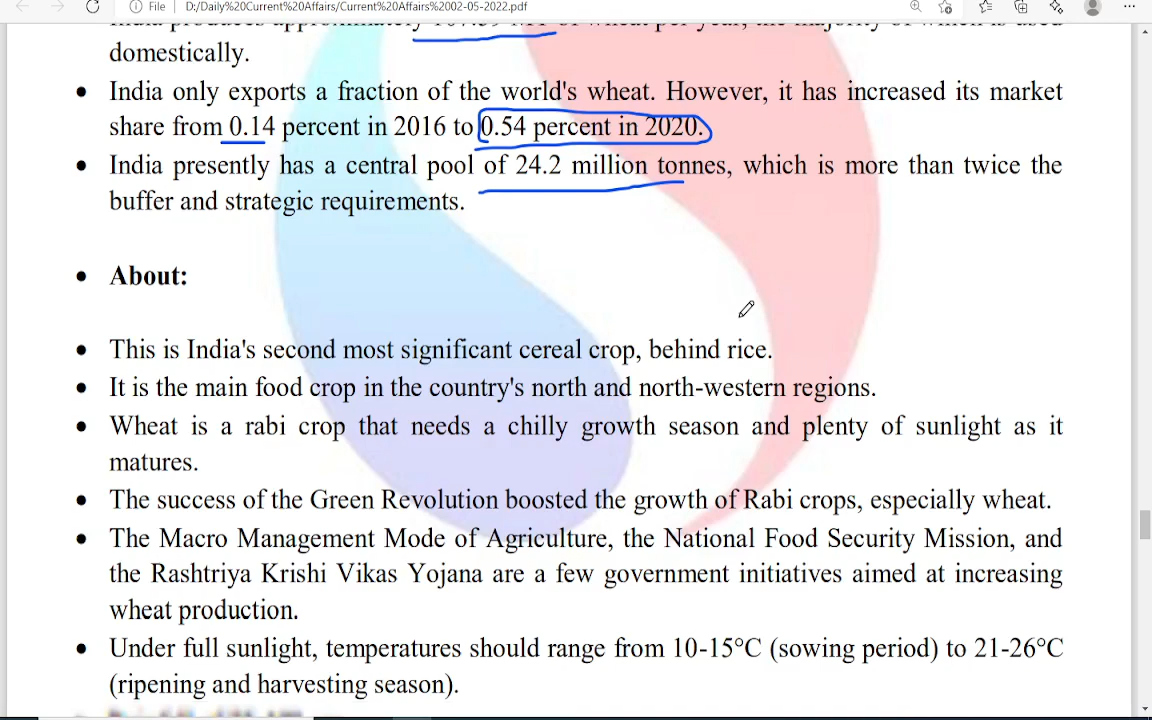 File D:/Daily%20Current%20Affairs/Current%20Affairs%2002-05-2022.pdf
domestically.
• India only exports a fraction of the world's wheat. However, it has increased its market
share from 0.14 percent in 2016 to 0.54 percent in 2020.
• India presently has a central pool of 24.2 million tonnes, which is more than twice the
buffer and strategic requirements.
• About:
• This is India's second most significant cereal crop, behind rice.
• It is the main food crop in the country's north and north-western regions.
• Wheat is a rabi crop that needs a chilly growth season and plenty of sunlight as it
matures.
• The success of the Green Revolution boosted the growth of Rabi crops, especially wheat.
• The Macro Management Mode of Agriculture, the National Food Security Mission, and
the Rashtriya Krishi Vikas Yojana are a few government initiatives aimed at increasing
wheat production.
• Under full sunlight, temperatures should range from 10-15°C (sowing period) to 21-26°C
(ripening and harvesting season).